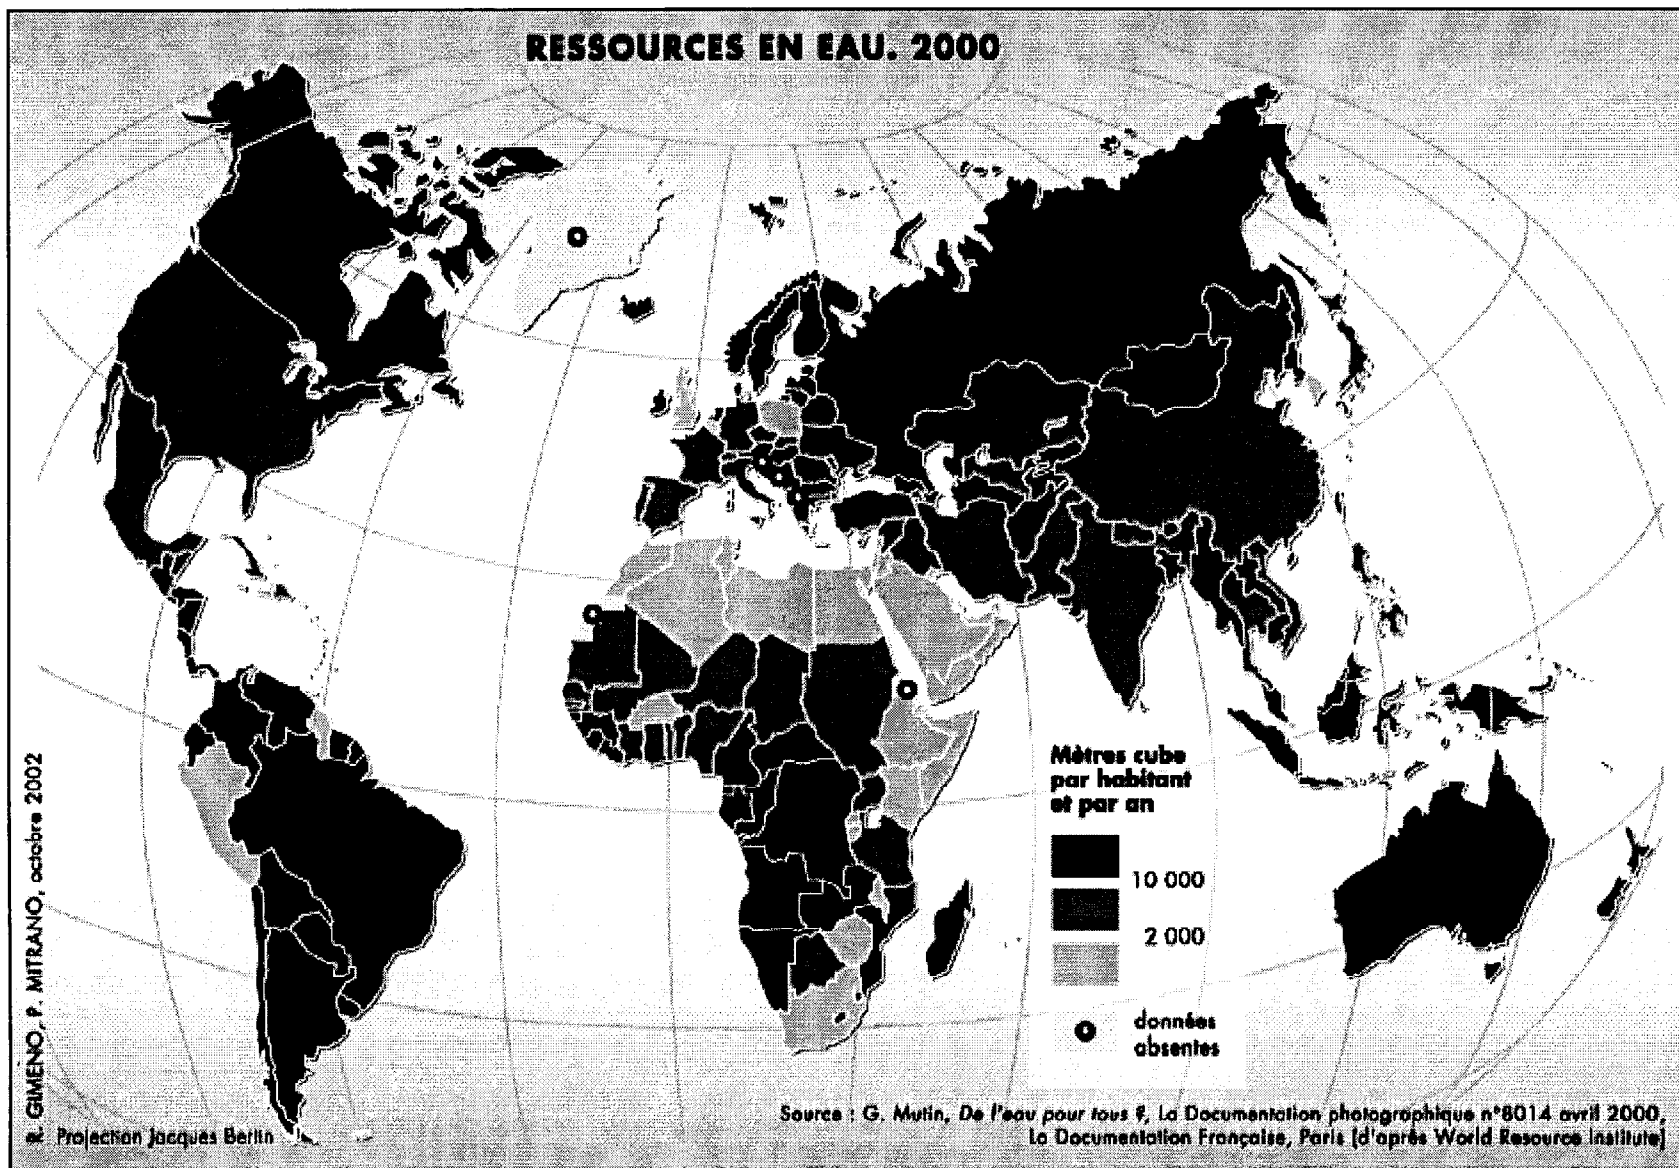 RESSOURCES EN EAU. 2000
Mètres cube
par habitant
et par an
10 000
2 000
données
absentes
R. GIMENO, P. MITRANO, octobre 2002
Projection Jacques Bertin
Source : G. Mutin, De l'eau pour tous ?, La Documentation photographique n°8014 avril 2000,
La Documentation Française, Paris (d'après World Resource Institute)